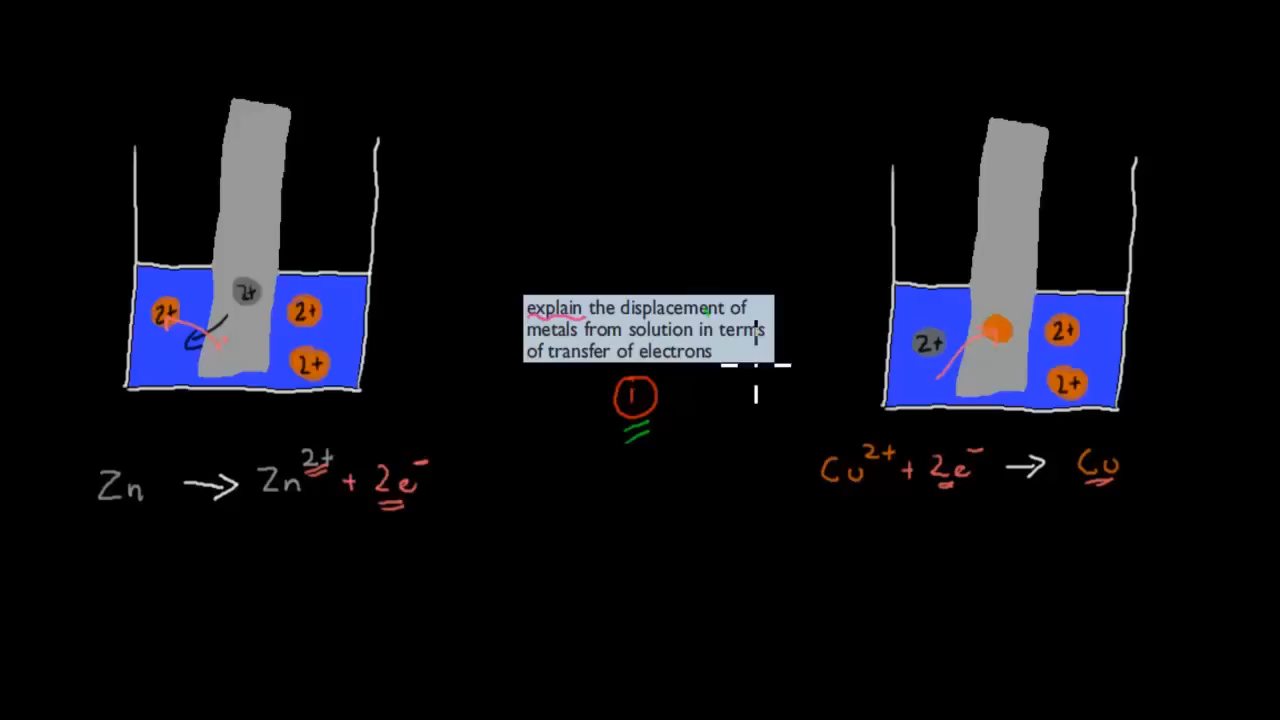 2+
2+
2+
2+
explain the displacement of
metals from solution in terms
of transfer of electrons
1
2+
2+
2+
Zn → Zn²⁺ + 2e⁻
Cu²⁺ + 2e⁻ → Cu